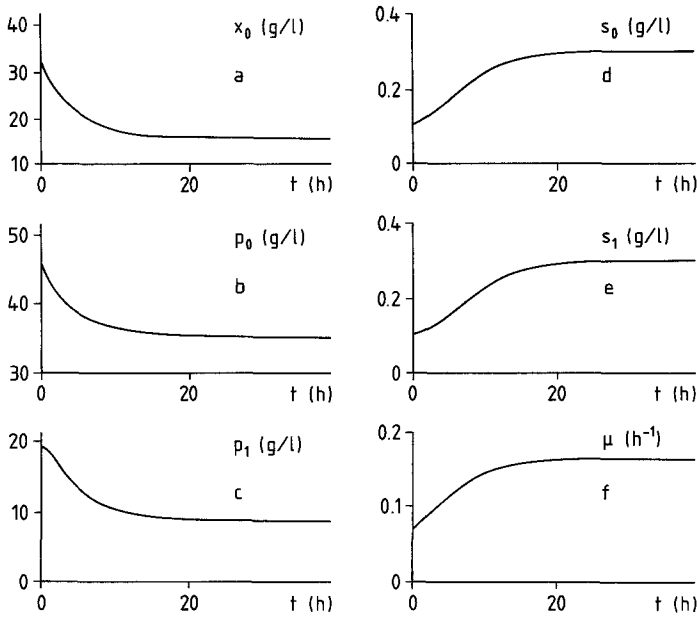 40
30
20
10
0
20
t (h)
x₀ (g/l)
a
50
40
30
0
20
t (h)
p₀ (g/l)
b
20
10
0
0
20
t (h)
p₁ (g/l)
c
0.4
0.2
0
0
20
t (h)
s₀ (g/l)
d
0.4
0.2
0
0
20
t (h)
s₁ (g/l)
e
0.2
0.1
0
0
20
t (h)
μ (h⁻¹)
f